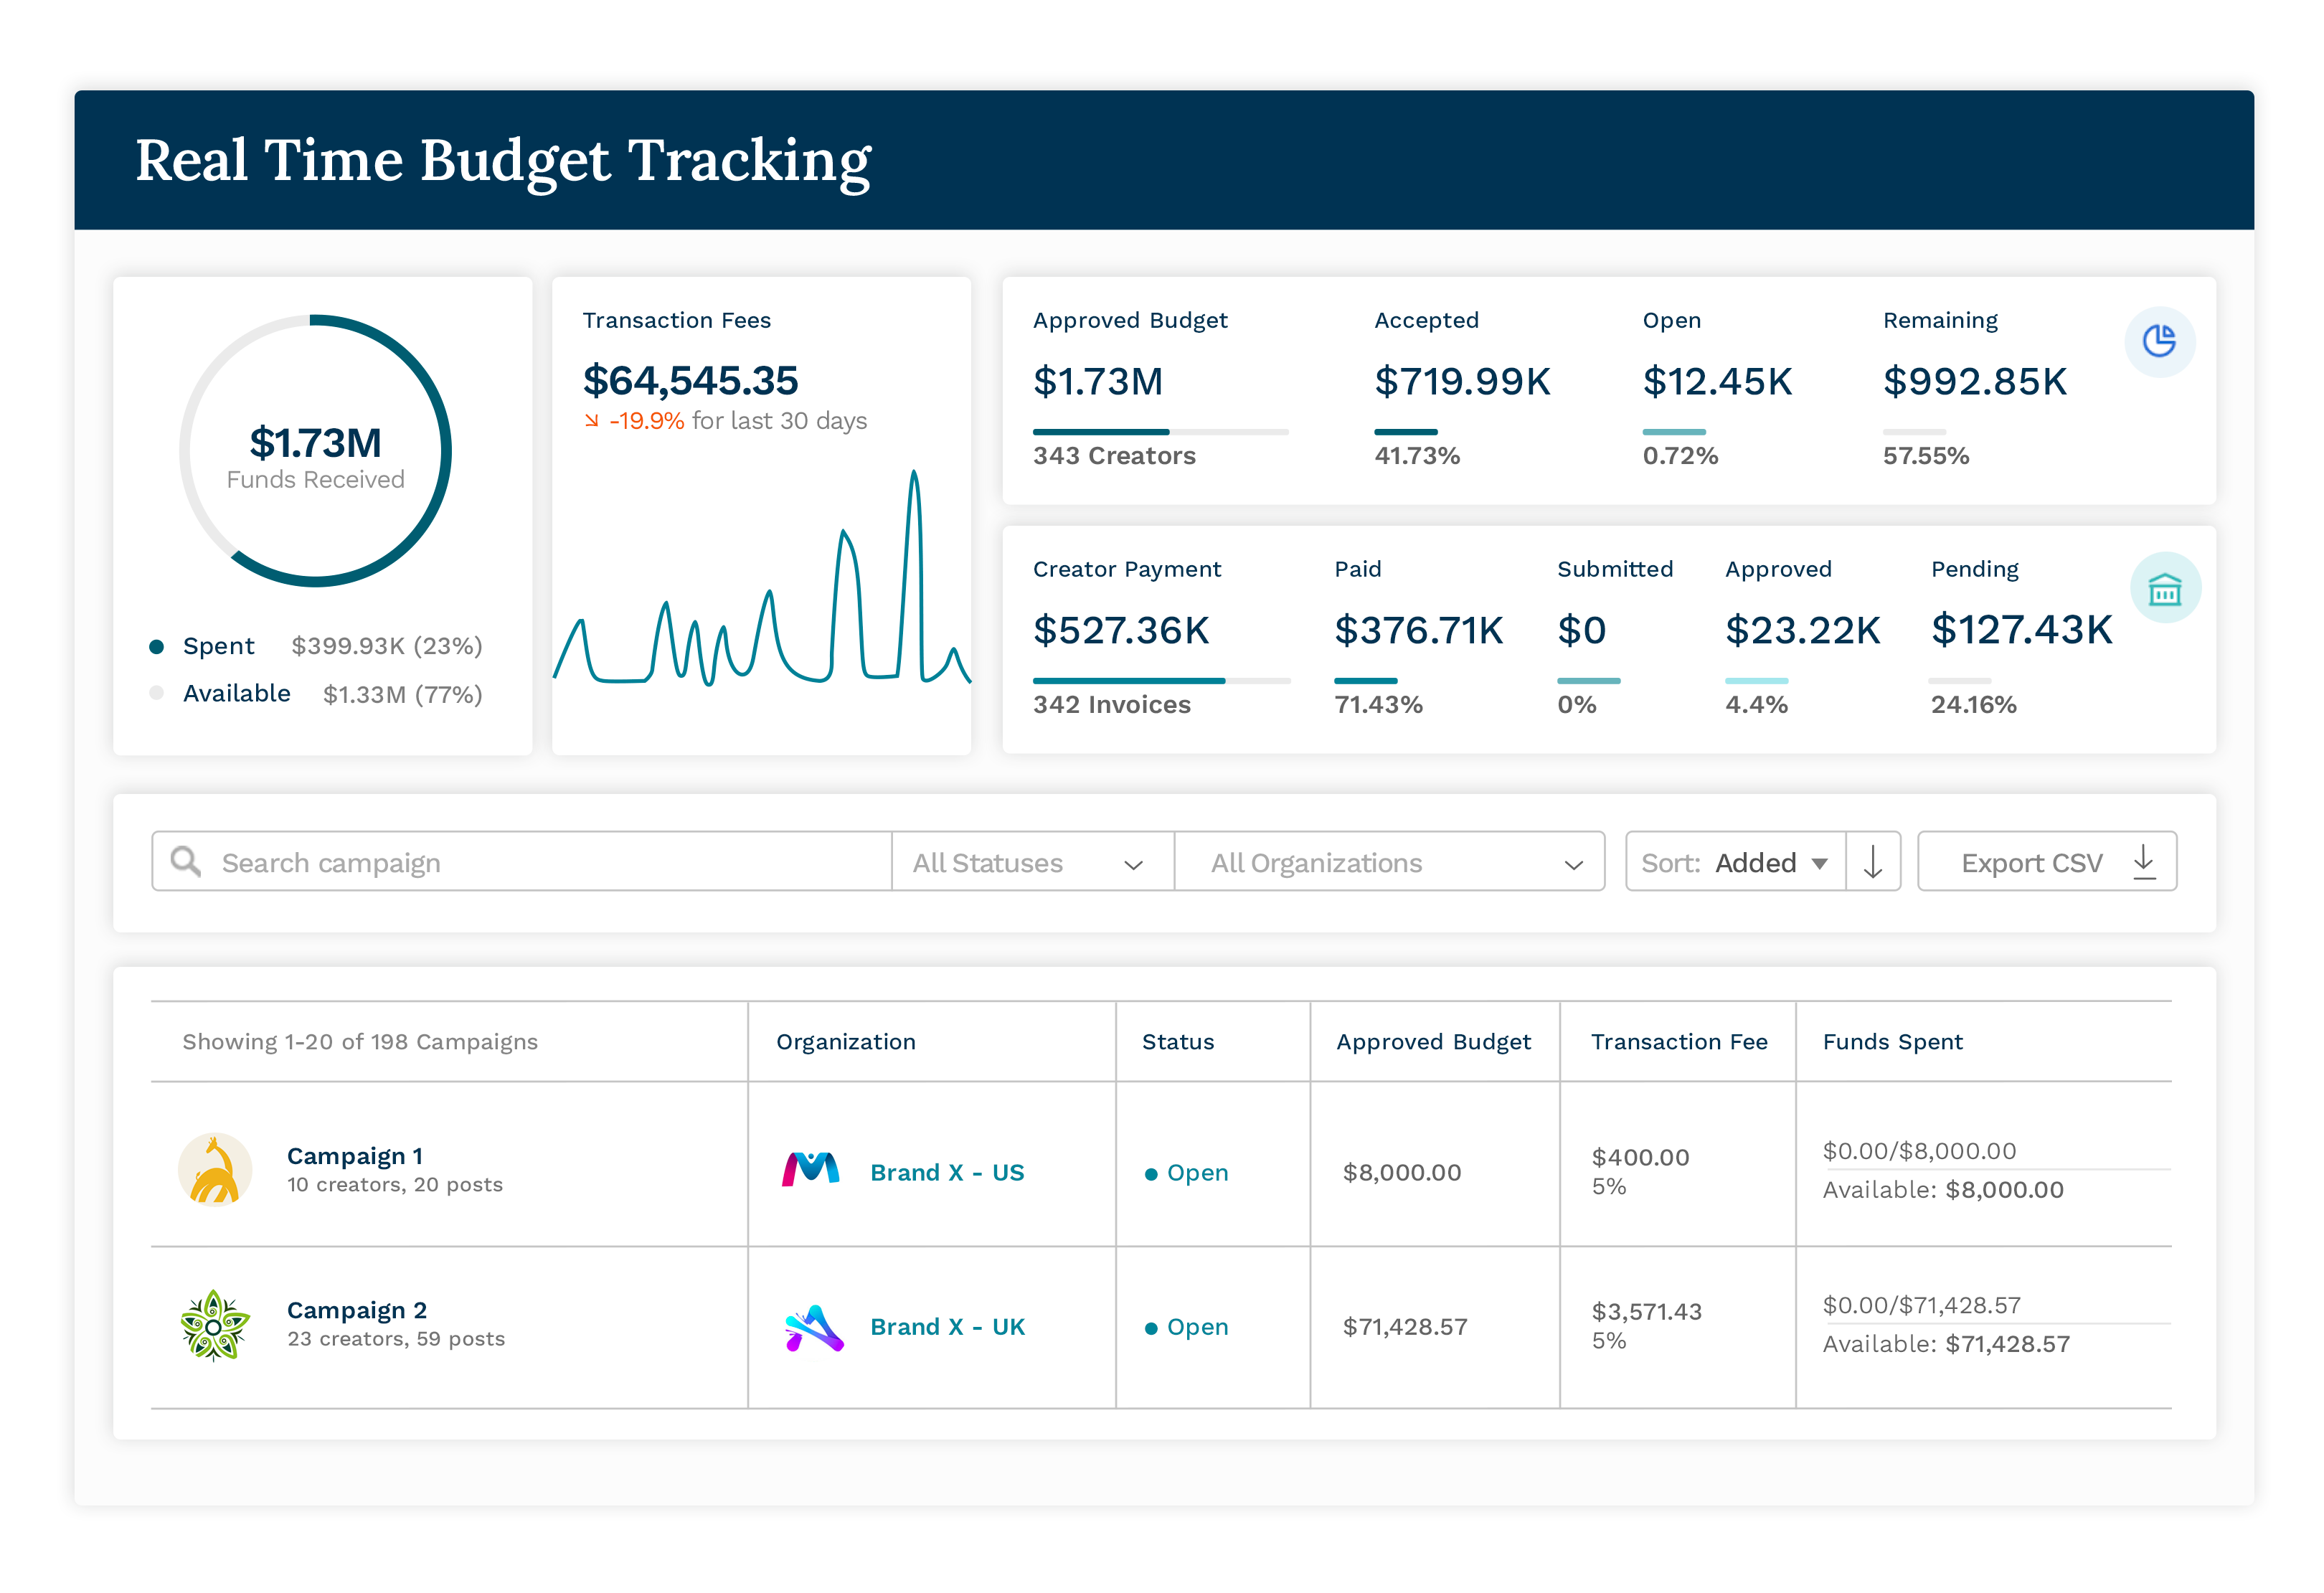 Real Time Budget Tracking
$1.73M
Funds Received
Spent $399.93K (23%)
Available $1.33M (77%)
Transaction Fees
$64,545.35
-19.9% for last 30 days
Approved Budget Accepted Open Remaining
$1.73M $719.99K $12.45K $992.85K
343 Creators 41.73% 0.72% 57.55%
Creator Payment Paid Submitted Approved Pending
$527.36K $376.71K $0 $23.22K $127.43K
342 Invoices 71.43% 0% 4.4% 24.16%
Search campaign All Statuses All Organizations Sort: Added Export CSV
Showing 1-20 of 198 Campaigns Organization Status Approved Budget Transaction Fee Funds Spent
Campaign 1
10 creators, 20 posts
Brand X - US
Open
$8,000.00
$400.00
5%
$0.00/$8,000.00
Available: $8,000.00
Campaign 2
23 creators, 59 posts
Brand X - UK
Open
$71,428.57
$3,571.43
5%
$0.00/$71,428.57
Available: $71,428.57